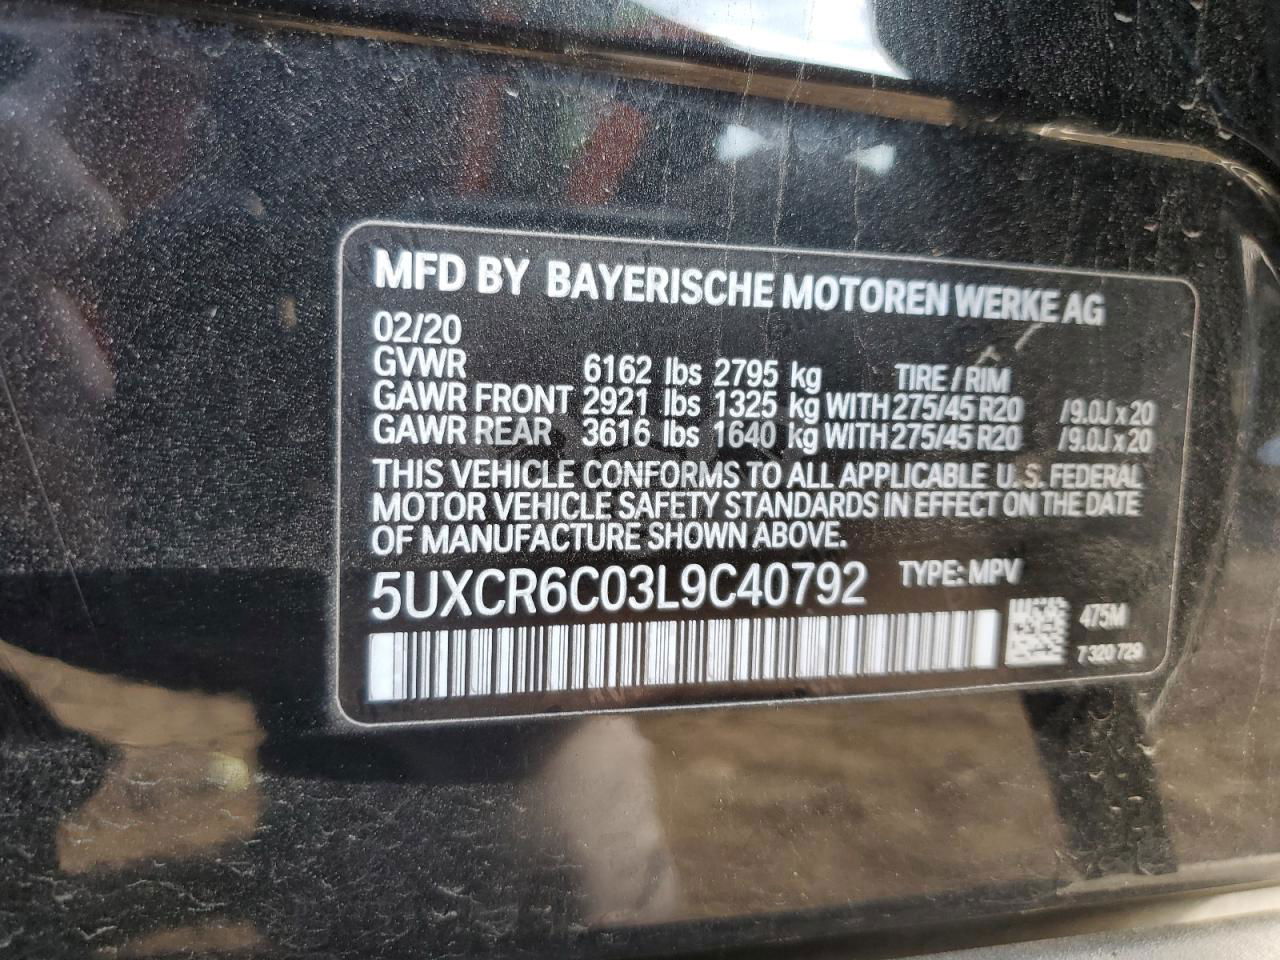 MFD BY BAYERISCHE MOTOREN WERKE AG
02/20
GVWR 6162 lbs 2795 kg TIRE / RIM
GAWR FRONT 2921 lbs 1325 kg WITH 275/45 R20 /9.0J x 20
GAWR REAR 3616 lbs 1640 kg WITH 275/45 R20 /9.0J x 20
THIS VEHICLE CONFORMS TO ALL APPLICABLE U.S. FEDERAL
MOTOR VEHICLE SAFETY STANDARDS IN EFFECT ON THE DATE
OF MANUFACTURE SHOWN ABOVE.
5UXCR6C03L9C40792 TYPE: MPV
475M
7 320 729